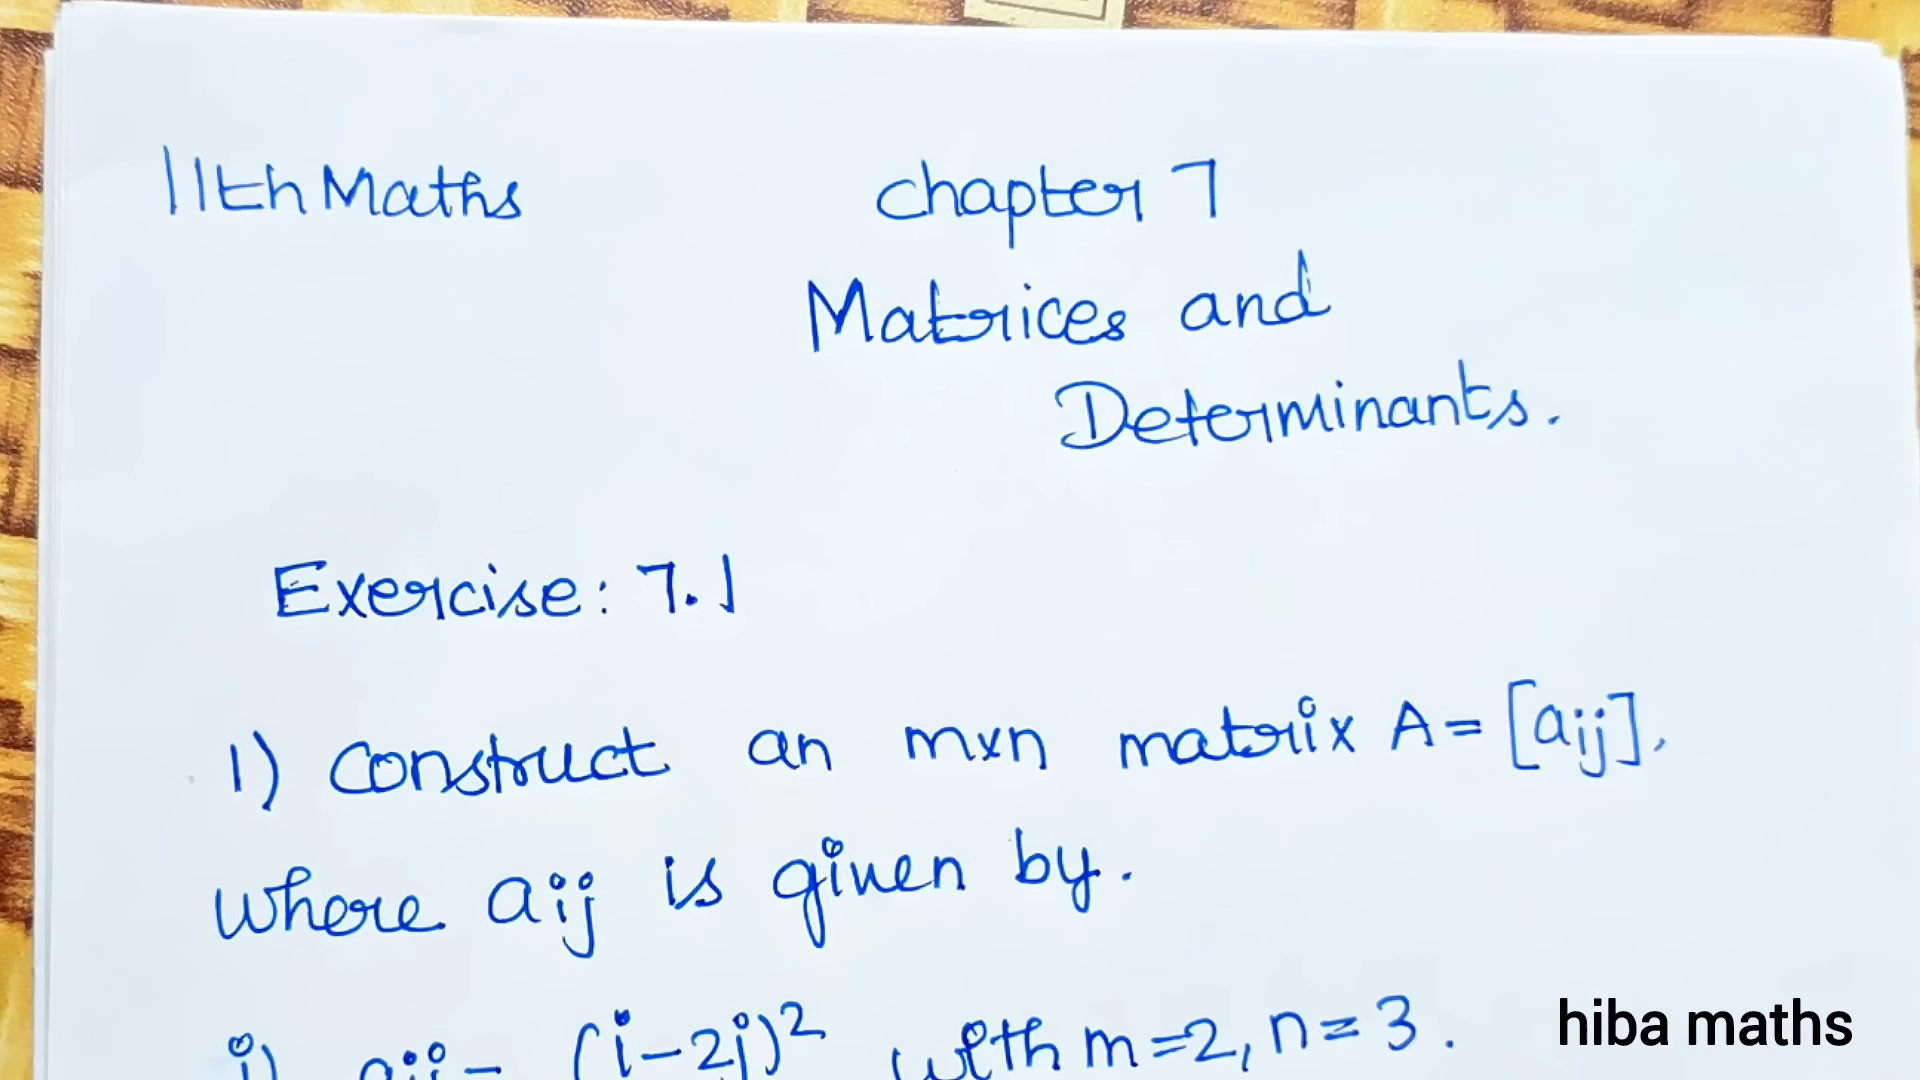 11th Maths
Chapter 7
Matrices and
Determinants.
Exercise: 7.1
1) Construct an m×n matrix A = [aij],
where aij is given by.
i) aij = (i-2j)² with m=2, n=3.
hiba maths